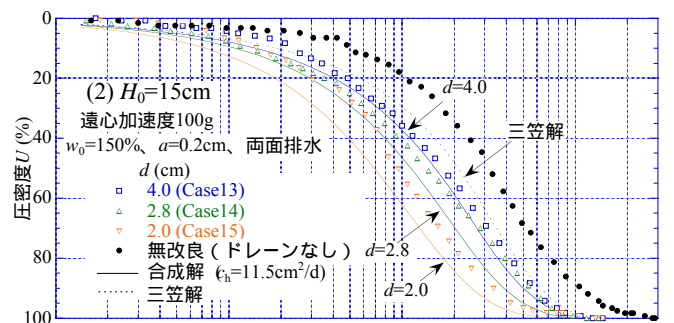 0
20
40
60
80
100
圧密度U (%)
(2) H0=15cm
遠心加速度100g
w0=150%、a=0.2cm、両面排水
d (cm)
4.0 (Case13)
2.8 (Case14)
2.0 (Case15)
無改良（ドレーンなし）
合成解 (ch=11.5cm2/d)
三笠解
d=4.0
三笠解
d=2.8
d=2.0